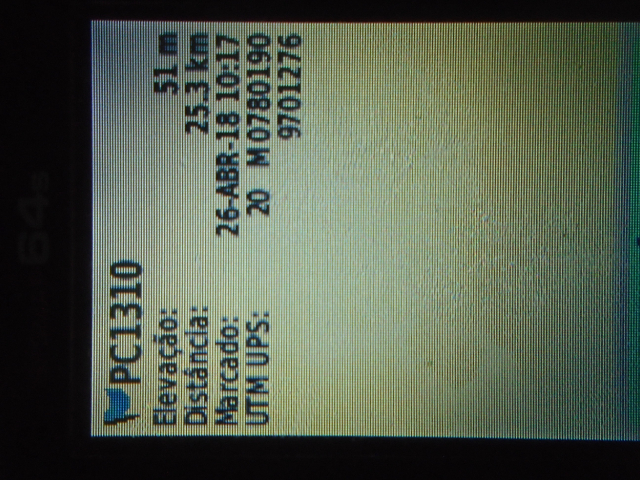 64s
PC1310
Elevação: 51 m
Distância: 25.3 km
Marcado: 26-ABR-18 10:17
UTM UPS: 20 M 0780190
9701276